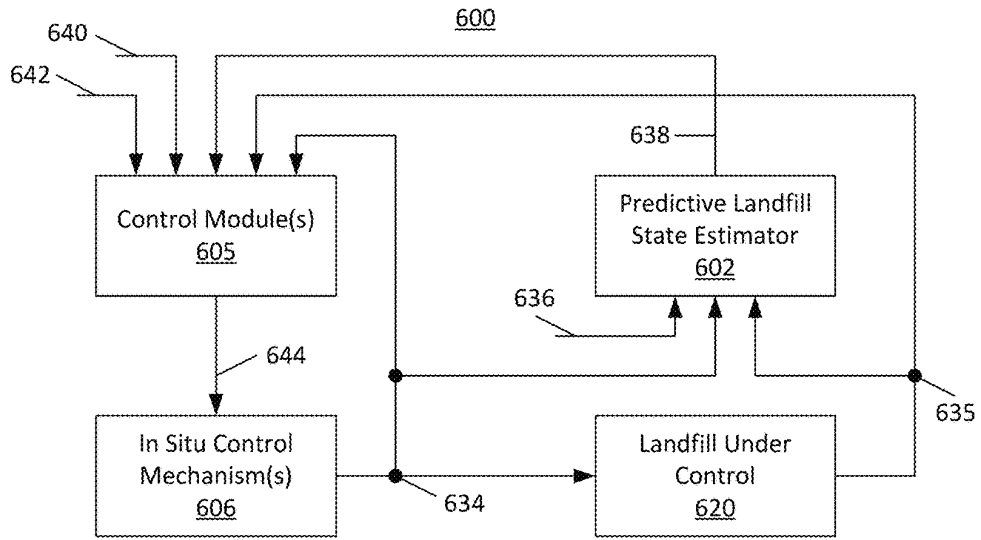 600
640
642
638
Control Module(s)
605
Predictive Landfill
State Estimator
602
636
644
635
In Situ Control
Mechanism(s)
606
634
Landfill Under
Control
620